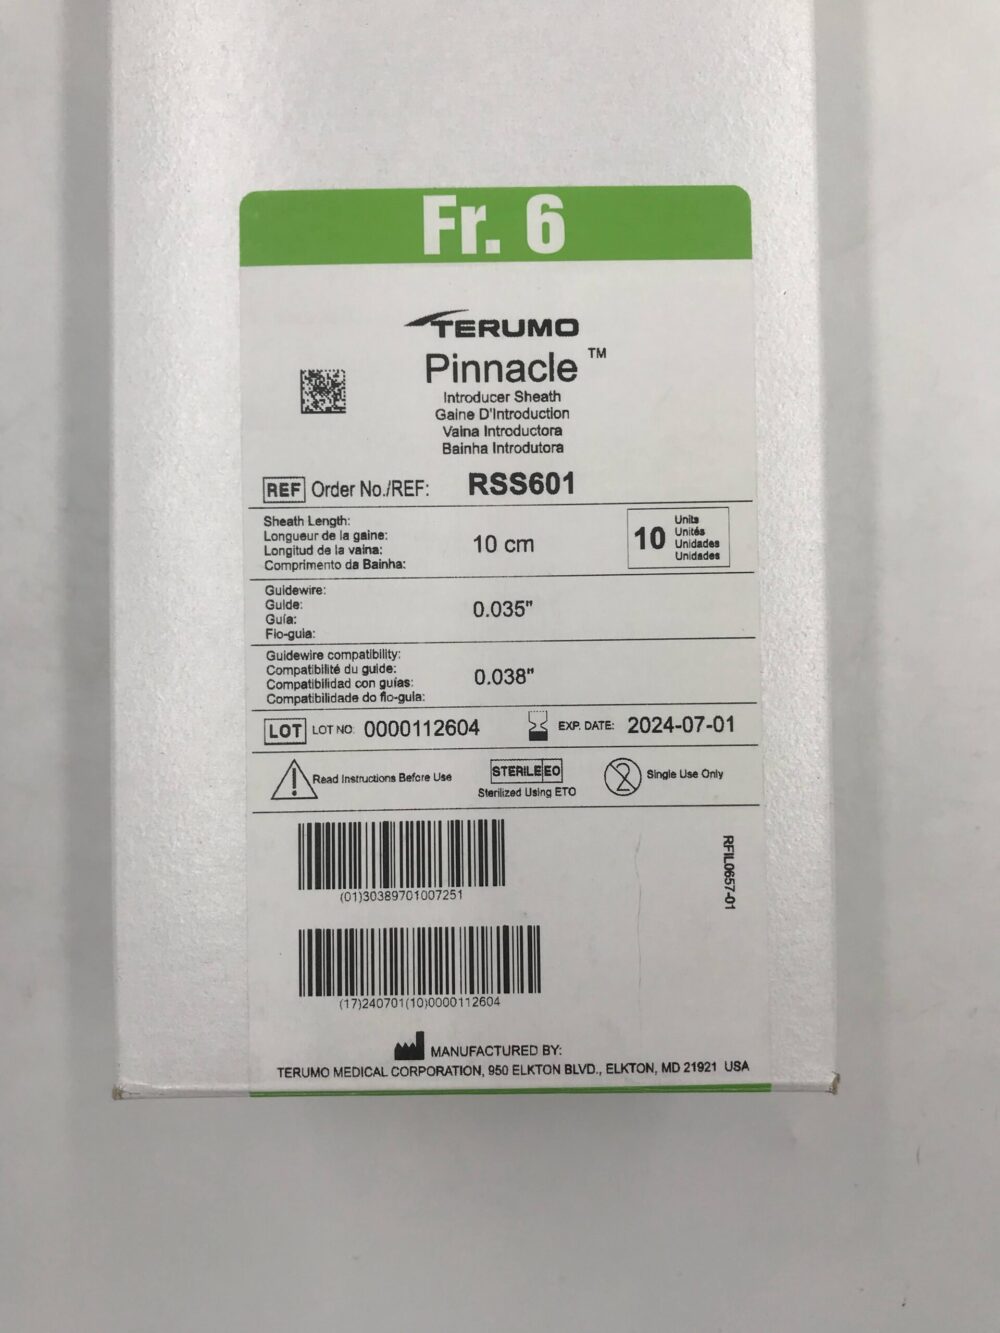 Fr. 6
TERUMO
Pinnacle™
Introducer Sheath
Gaine D'Introduction
Vaina Introductora
Bainha Introdutora
REF Order No./REF: RSS601
Sheath Length:
Longueur de la gaine:
Longitud de la vaina:
Comprimento da Bainha:
10 cm
10
Units
Unités
Unidades
Unidades
Guidewire:
Guide:
Guía:
Fio-guia:
0.035"
Guidewire compatibility:
Compatibilité du guide:
Compatibilidad con guías:
Compatibilidade do fio-guia:
0.038"
LOT LOT NO: 0000112604 EXP. DATE: 2024-07-01
Read Instructions Before Use
STERILE EO
Sterilized Using ETO
2
Single Use Only
(01)30389701007251
RFIL0657-01
(17)240701(10)0000112604
MANUFACTURED BY:
TERUMO MEDICAL CORPORATION, 950 ELKTON BLVD., ELKTON, MD 21921 USA